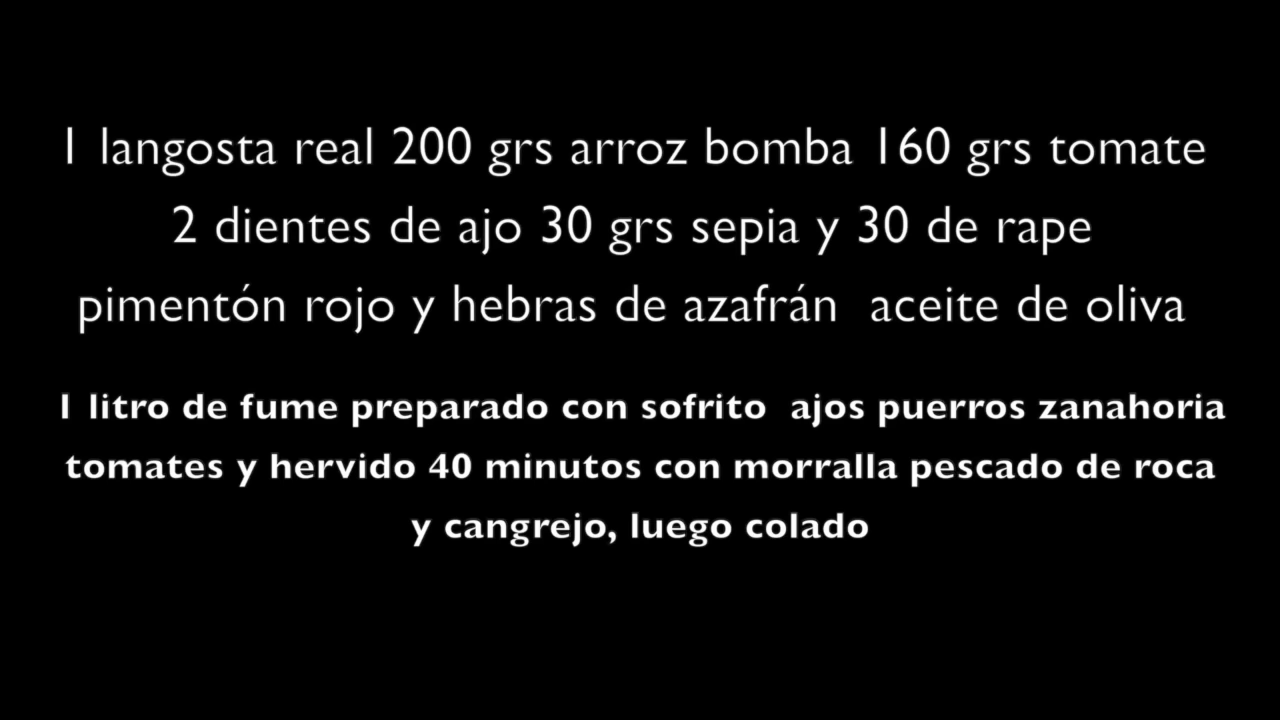 1 langosta real 200 grs arroz bomba 160 grs tomate
2 dientes de ajo 30 grs sepia y 30 de rape
pimentón rojo y hebras de azafrán  aceite de oliva
1 litro de fume preparado con sofrito  ajos puerros zanahoria
tomates y hervido 40 minutos con morralla pescado de roca
y cangrejo, luego colado